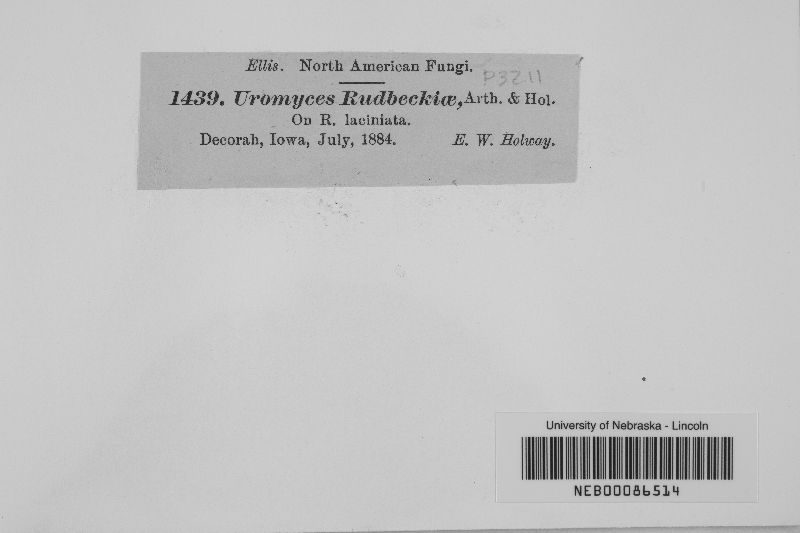 Ellis. North American Fungi.
P3211
1439. Uromyces Rudbeckiæ, Arth. & Hol.
On R. laciniata.
Decorah, Iowa, July, 1884. E. W. Holway.
University of Nebraska - Lincoln
NEB00086514